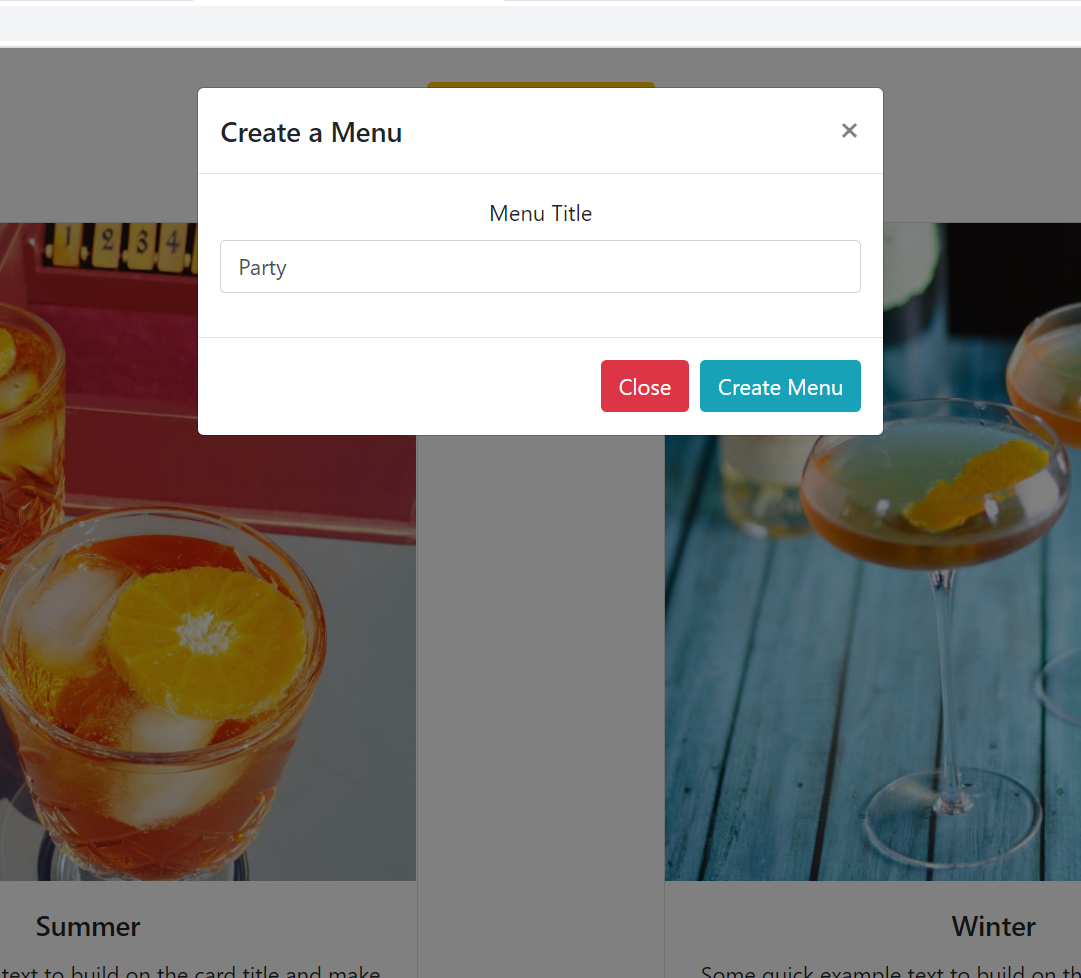 Create a Menu ×
Menu Title
Party
Close Create Menu
1 2 3 4
Summer
Winter
text to build on the card title and make
Some quick example text to build on th